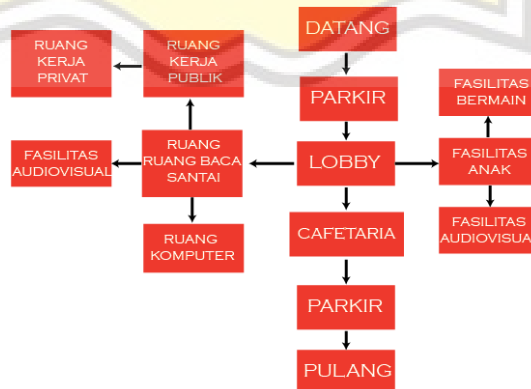 DATANG
RUANG
KERJA
PRIVAT
RUANG
KERJA
PUBLIK
PARKIR
FASILITAS
BERMAIN
FASILITAS
AUDIOVISUAL
RUANG
RUANG BACA
SANTAI
LOBBY
FASILITAS
ANAK
RUANG
KOMPUTER
CAFETARIA
FASILITAS
AUDIOVISUAL
PARKIR
PULANG